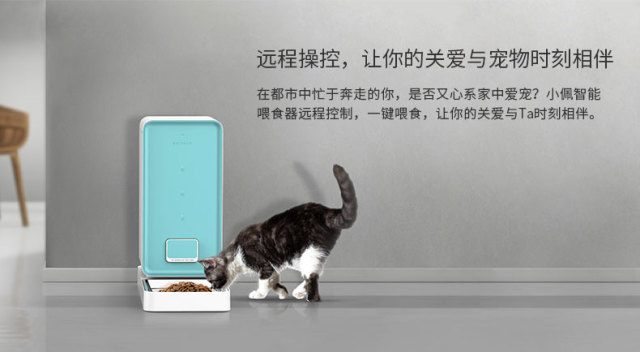 远程操控，让你的关爱与宠物时刻相伴
在都市中忙于奔走的你，是否又心系家中爱宠？小佩智能
喂食器远程控制，一键喂食，让你的关爱与Ta时刻相伴。